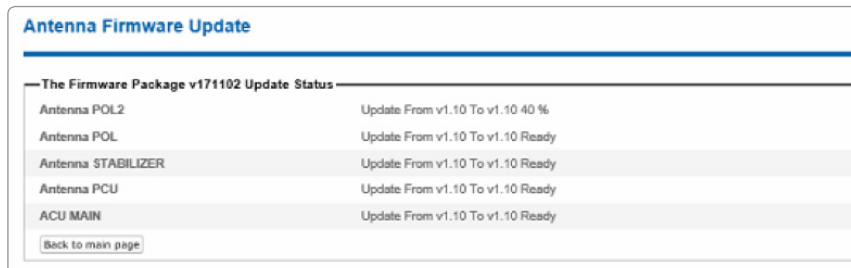 Antenna Firmware Update
The Firmware Package v171102 Update Status
Antenna POL2 Update From v1.10 To v1.10 40 %
Antenna POL Update From v1.10 To v1.10 Ready
Antenna STABILIZER Update From v1.10 To v1.10 Ready
Antenna PCU Update From v1.10 To v1.10 Ready
ACU MAIN Update From v1.10 To v1.10 Ready
Back to main page